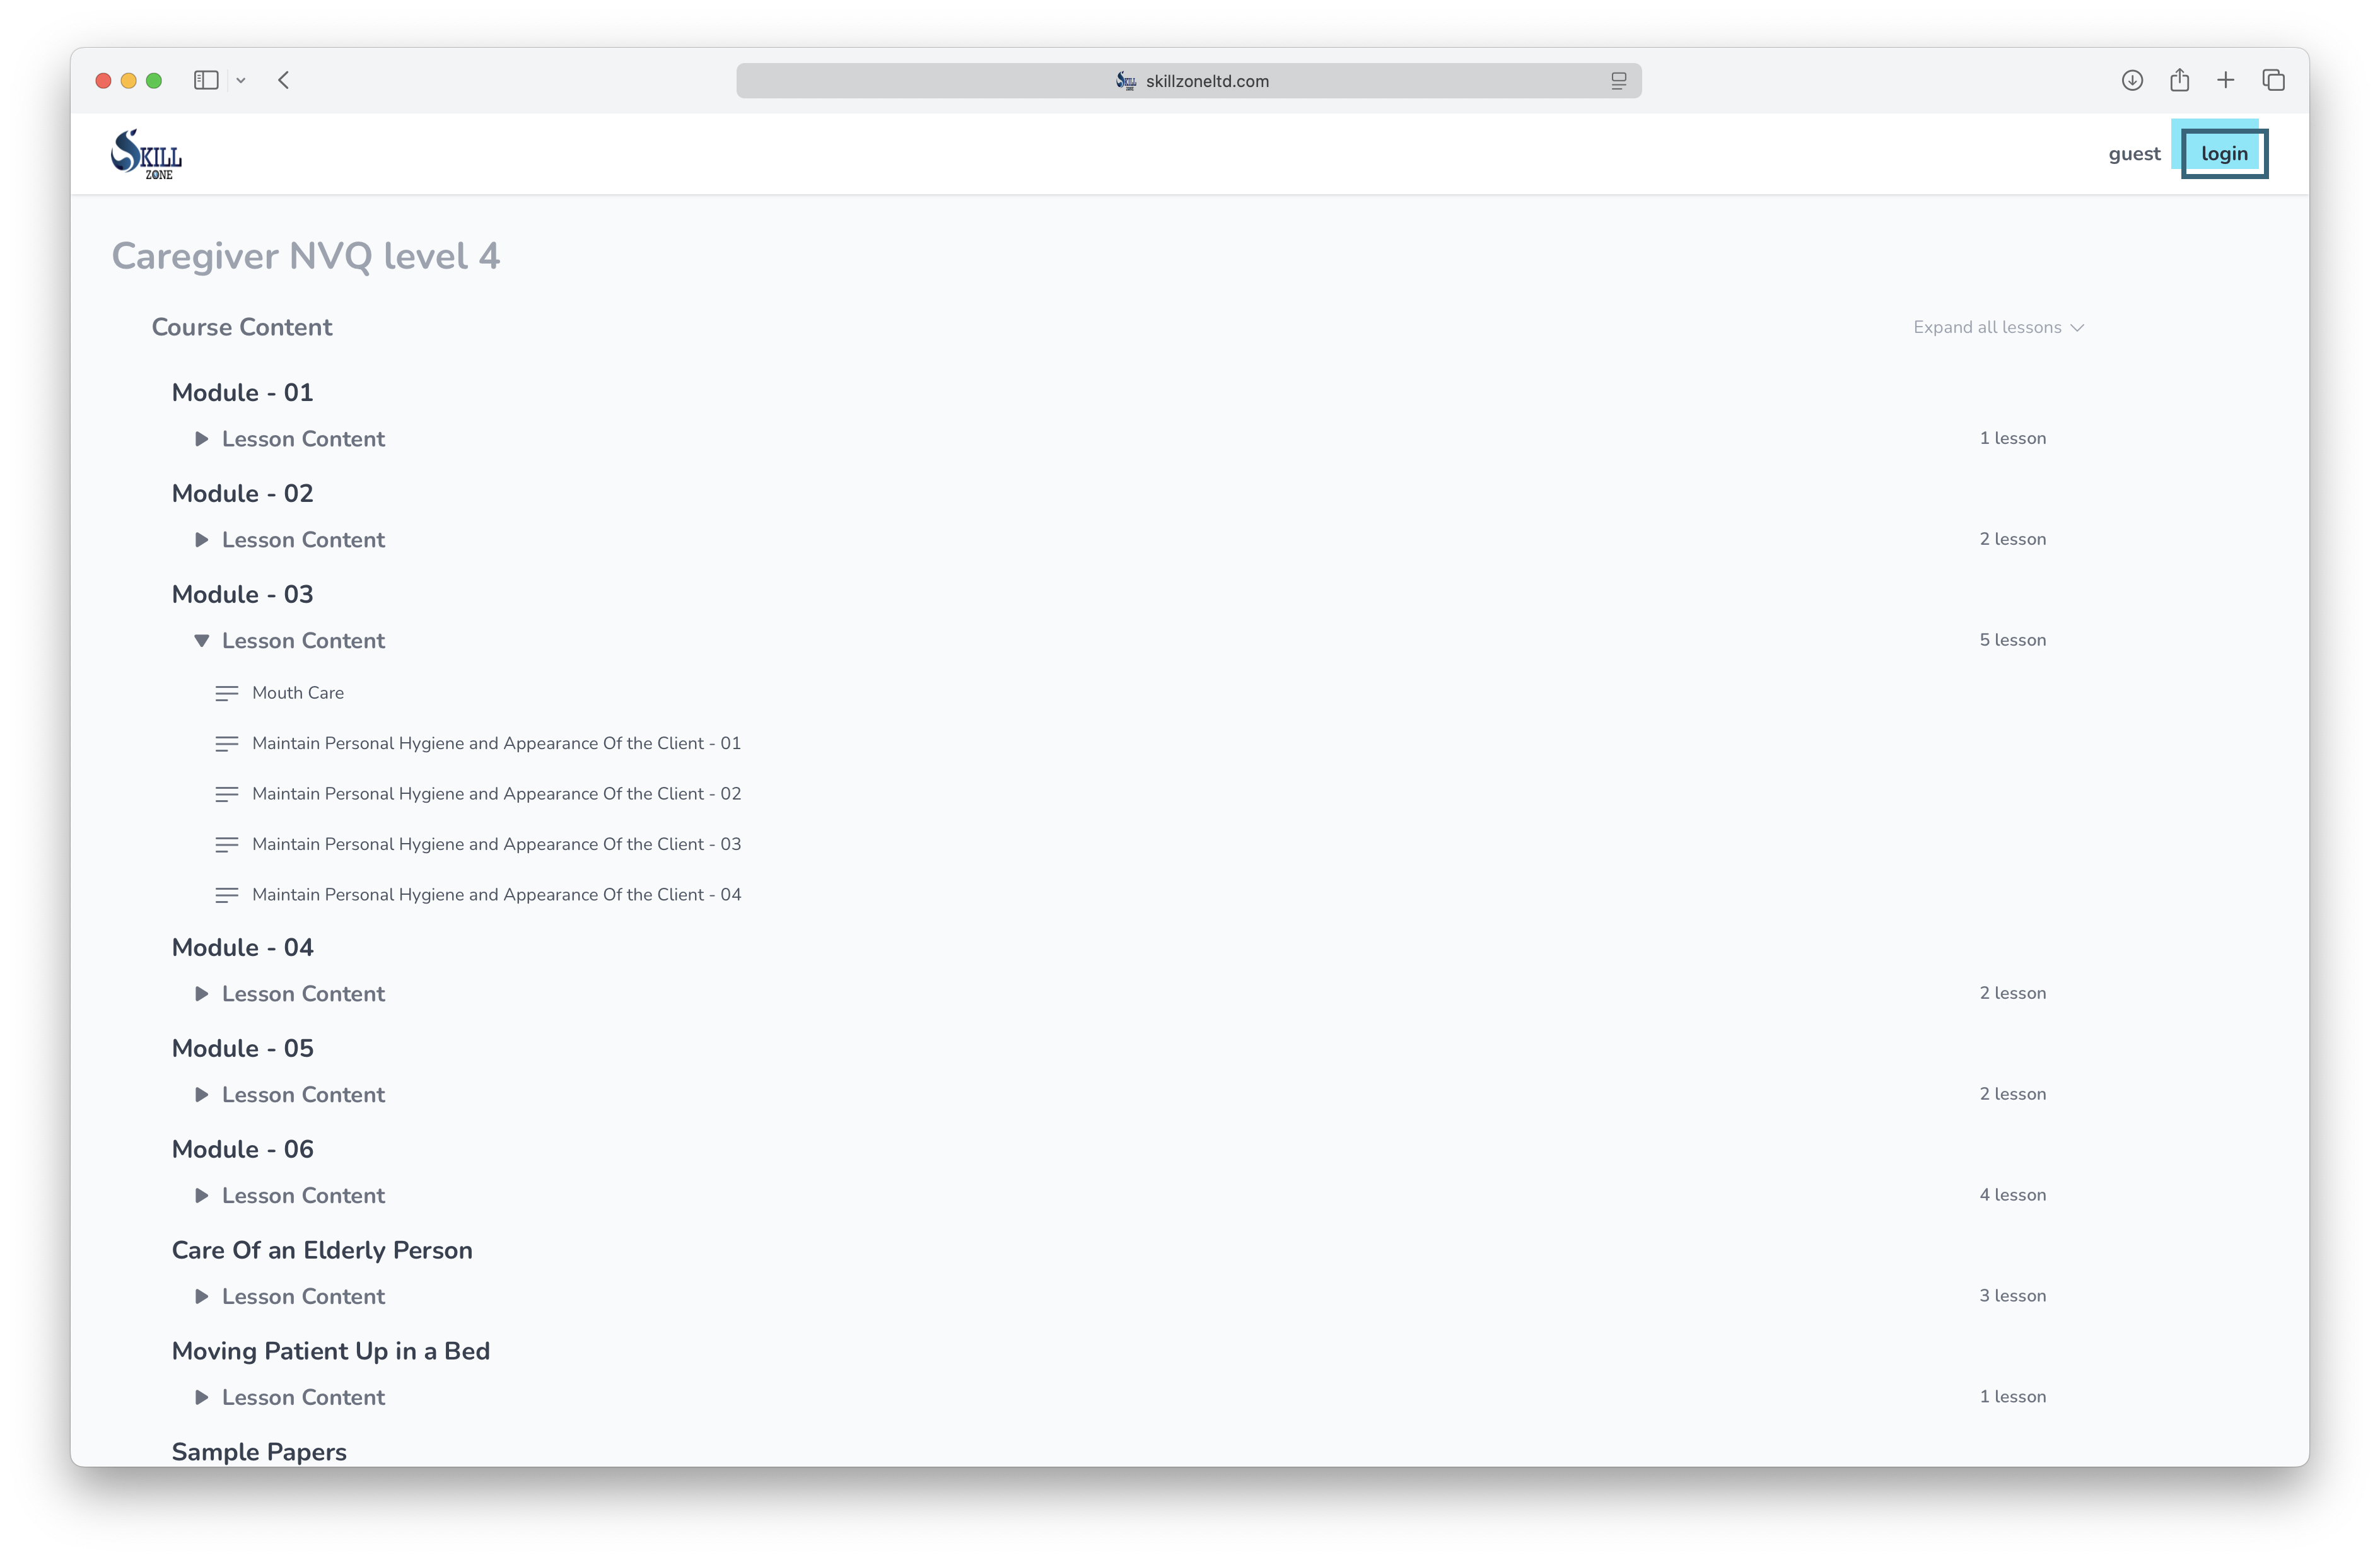 skillzoneltd.com
SKILL
ZONE
guest
login
Caregiver NVQ level 4
Course Content
Expand all lessons
Module - 01
Lesson Content
1 lesson
Module - 02
Lesson Content
2 lesson
Module - 03
Lesson Content
5 lesson
Mouth Care
Maintain Personal Hygiene and Appearance Of the Client - 01
Maintain Personal Hygiene and Appearance Of the Client - 02
Maintain Personal Hygiene and Appearance Of the Client - 03
Maintain Personal Hygiene and Appearance Of the Client - 04
Module - 04
Lesson Content
2 lesson
Module - 05
Lesson Content
2 lesson
Module - 06
Lesson Content
4 lesson
Care Of an Elderly Person
Lesson Content
3 lesson
Moving Patient Up in a Bed
Lesson Content
1 lesson
Sample Papers